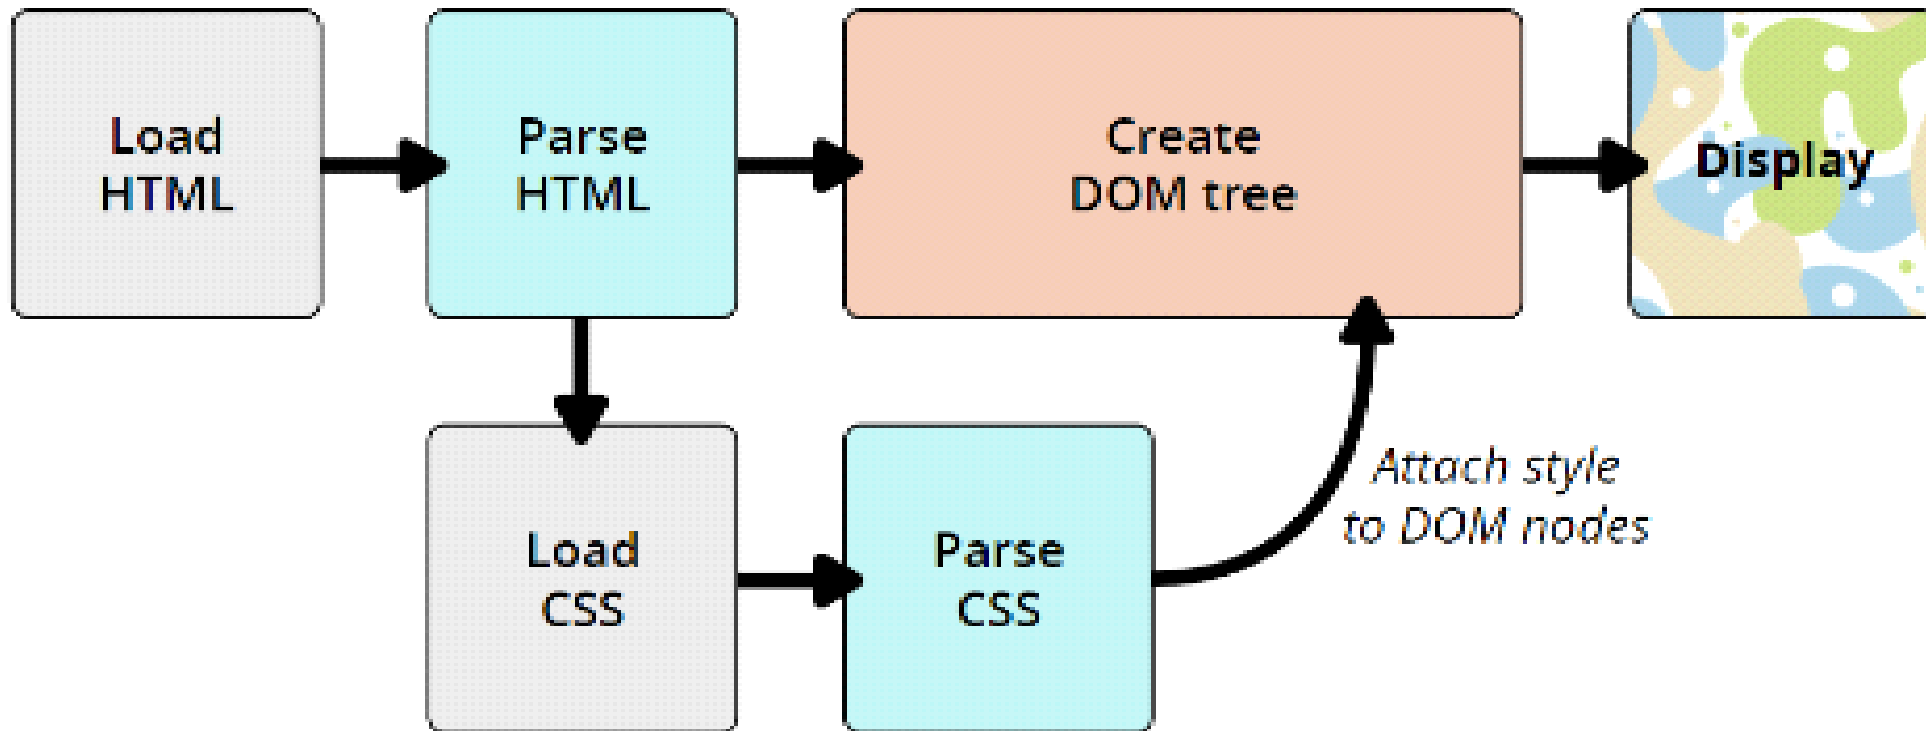 Load
HTML
Parse
HTML
Create
DOM tree
Display
Load
CSS
Parse
CSS
Attach style
to DOM nodes